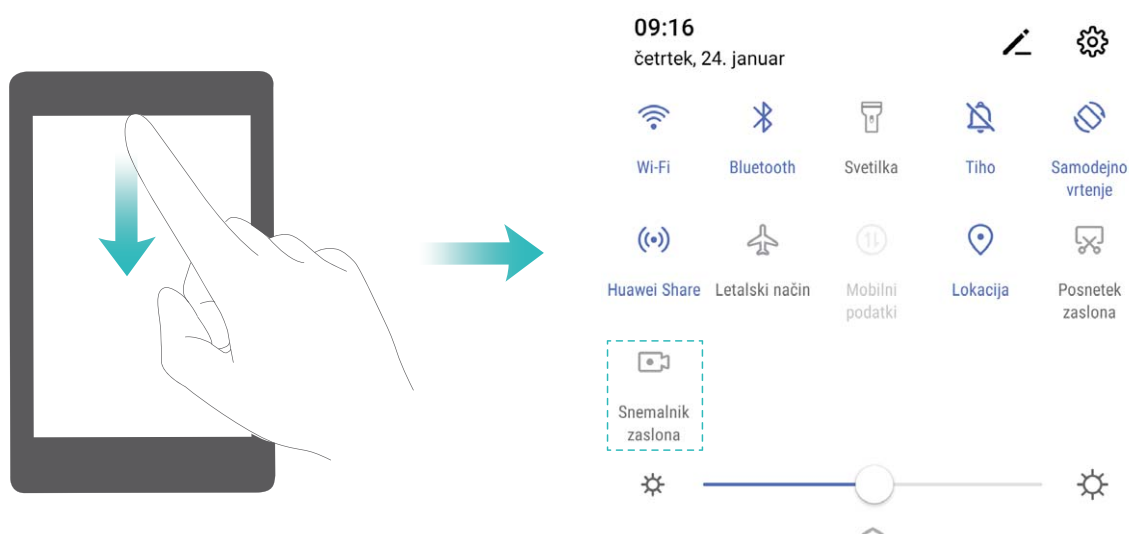 09:16
četrtek, 24. januar
Wi-Fi
Bluetooth
Svetilka
Tiho
Samodejno
vrtenje
Huawei Share
Letalski način
Mobilni
podatki
Lokacija
Posnetek
zaslona
Snemalnik
zaslona